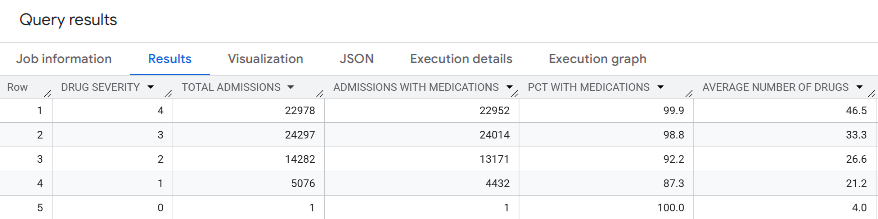 Query results
Job information Results Visualization JSON Execution details Execution graph
Row DRUG SEVERITY TOTAL ADMISSIONS ADMISSIONS WITH MEDICATIONS PCT WITH MEDICATIONS AVERAGE NUMBER OF DRUGS
1 4 22978 22952 99.9 46.5
2 3 24297 24014 98.8 33.3
3 2 14282 13171 92.2 26.6
4 1 5076 4432 87.3 21.2
5 0 1 1 100.0 4.0